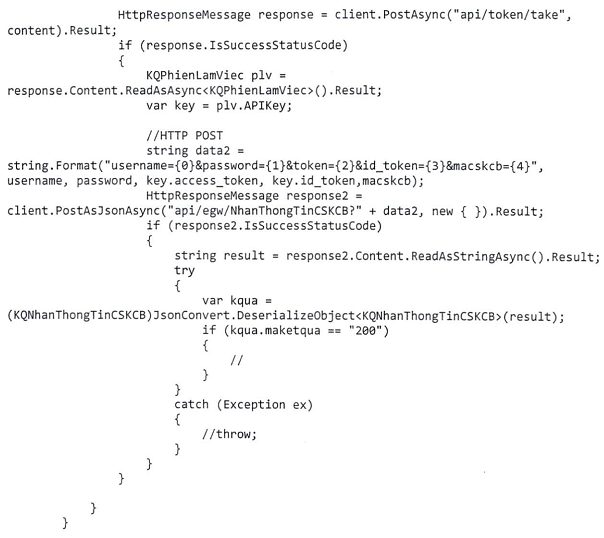 HttpResponseMessage response = client.PostAsync("api/token/take",
content).Result;
if (response.IsSuccessStatusCode)
{
KQPhienLamViec plv =
response.Content.ReadAsAsync<KQPhienLamViec>().Result;
var key = plv.APIKey;
//HTTP POST
string data2 =
string.Format("username={0}&password={1}&token={2}&id_token={3}&macskcb={4}",
username, password, key.access_token, key.id_token,macskcb);
HttpResponseMessage response2 =
client.PostAsJsonAsync("api/egw/NhanThongTinCSKCB?" + data2, new { }).Result;
if (response2.IsSuccessStatusCode)
{
string result = response2.Content.ReadAsStringAsync().Result;
try
{
var kqua =
(KQNhanThongTinCSKCB)JsonConvert.DeserializeObject<KQNhanThongTinCSKCB>(result);
if (kqua.maketqua == "200")
{
//
}
}
catch (Exception ex)
{
//throw;
}
}
}
}
}